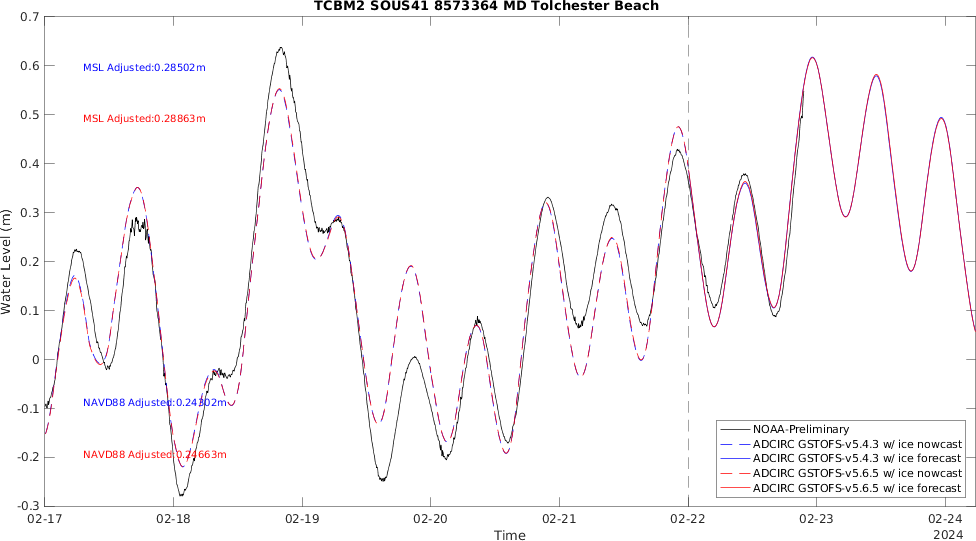 TCBM2 SOUS41 8573364 MD Tolchester Beach
0.7
0.6
0.5
0.4
0.3
0.2
0.1
0
-0.1
-0.2
-0.3
Water Level (m)
MSL Adjusted:0.28502m
MSL Adjusted:0.28863m
NAVD88 Adjusted:0.24302m
NAVD88 Adjusted:0.24663m
NOAA-Preliminary
ADCIRC GSTOFS-v5.4.3 w/ ice nowcast
ADCIRC GSTOFS-v5.4.3 w/ ice forecast
ADCIRC GSTOFS-v5.6.5 w/ ice nowcast
ADCIRC GSTOFS-v5.6.5 w/ ice forecast
02-17 02-18 02-19 02-20 02-21 02-22 02-23 02-24
Time
2024